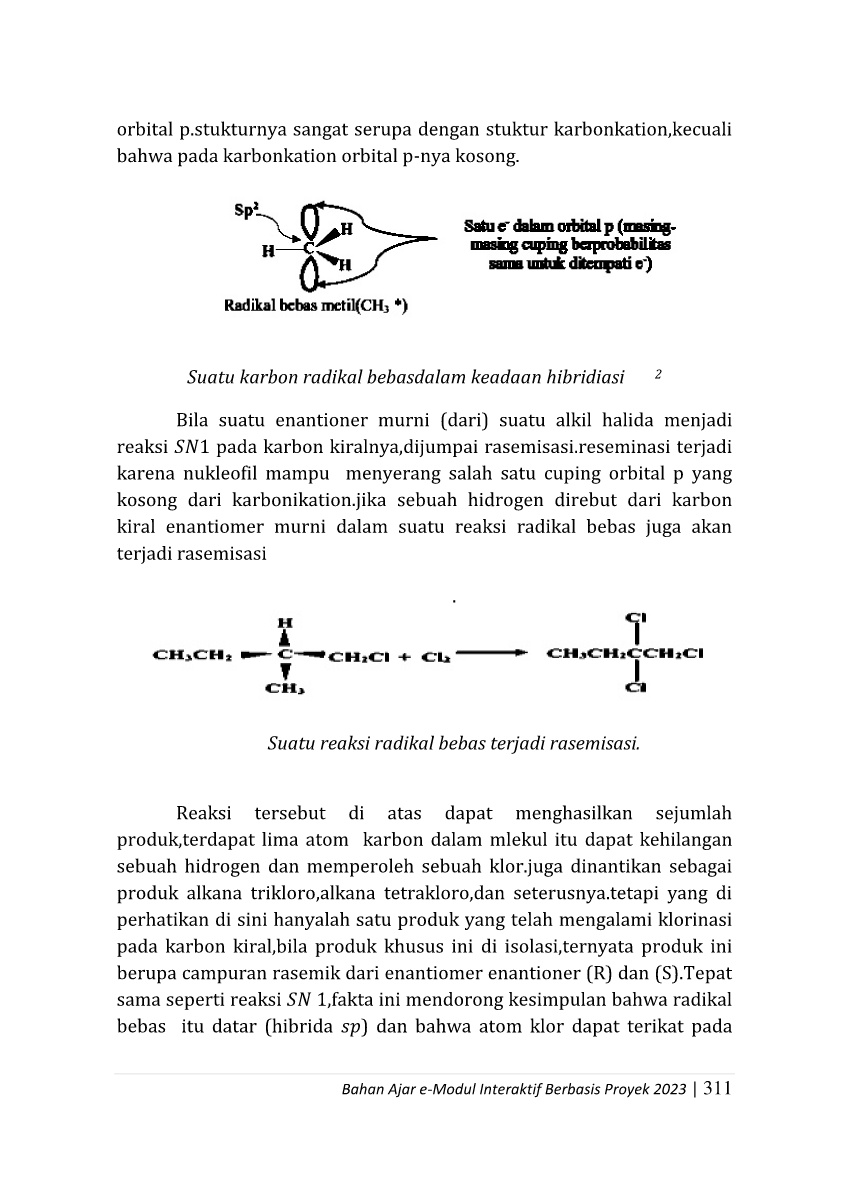 orbital p.stukturnya sangat serupa dengan stuktur karbonkation,kecuali
bahwa pada karbonkation orbital p-nya kosong.
Sp²
H
H
C
H
Radikal bebas metil(CH₃ *)
Satu e⁻ dalam orbital p (masing-
masing cuping berprobabilitas
sama untuk ditempati e⁻)
Suatu karbon radikal bebasdalam keadaan hibridiasi ²
Bila suatu enantioner murni (dari) suatu alkil halida menjadi
reaksi SN1 pada karbon kiralnya,dijumpai rasemisasi.reseminasi terjadi
karena nukleofil mampu menyerang salah satu cuping orbital p yang
kosong dari karbonikation.jika sebuah hidrogen direbut dari karbon
kiral enantiomer murni dalam suatu reaksi radikal bebas juga akan
terjadi rasemisasi
.
H
CH₃CH₂ C CH₂Cl + Cl₂
CH₃
Cl
CH₃CH₂CCH₂Cl
Cl
Suatu reaksi radikal bebas terjadi rasemisasi.
Reaksi tersebut di atas dapat menghasilkan sejumlah
produk,terdapat lima atom karbon dalam mlekul itu dapat kehilangan
sebuah hidrogen dan memperoleh sebuah klor.juga dinantikan sebagai
produk alkana trikloro,alkana tetrakloro,dan seterusnya.tetapi yang di
perhatikan di sini hanyalah satu produk yang telah mengalami klorinasi
pada karbon kiral,bila produk khusus ini di isolasi,ternyata produk ini
berupa campuran rasemik dari enantiomer enantioner (R) dan (S).Tepat
sama seperti reaksi SN 1,fakta ini mendorong kesimpulan bahwa radikal
bebas itu datar (hibrida sp) dan bahwa atom klor dapat terikat pada
Bahan Ajar e-Modul Interaktif Berbasis Proyek 2023 | 311